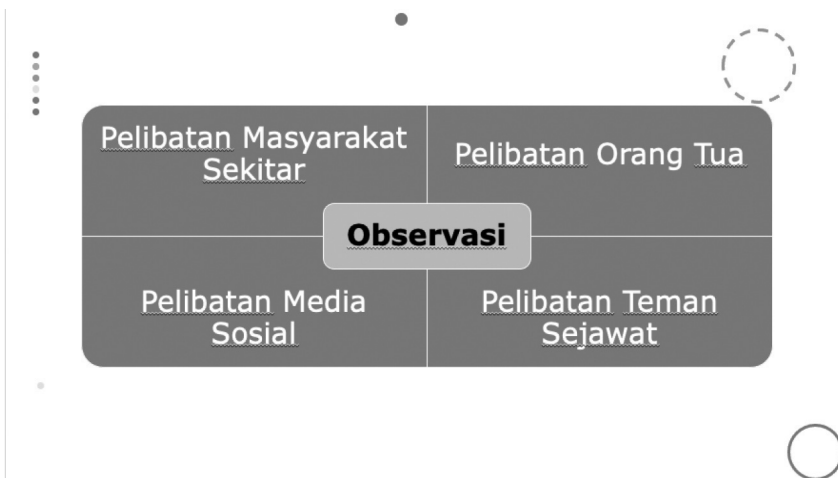 Pelibatan Masyarakat
Sekitar
Pelibatan Orang Tua
Observasi
Pelibatan Media
Sosial
Pelibatan Teman
Sejawat